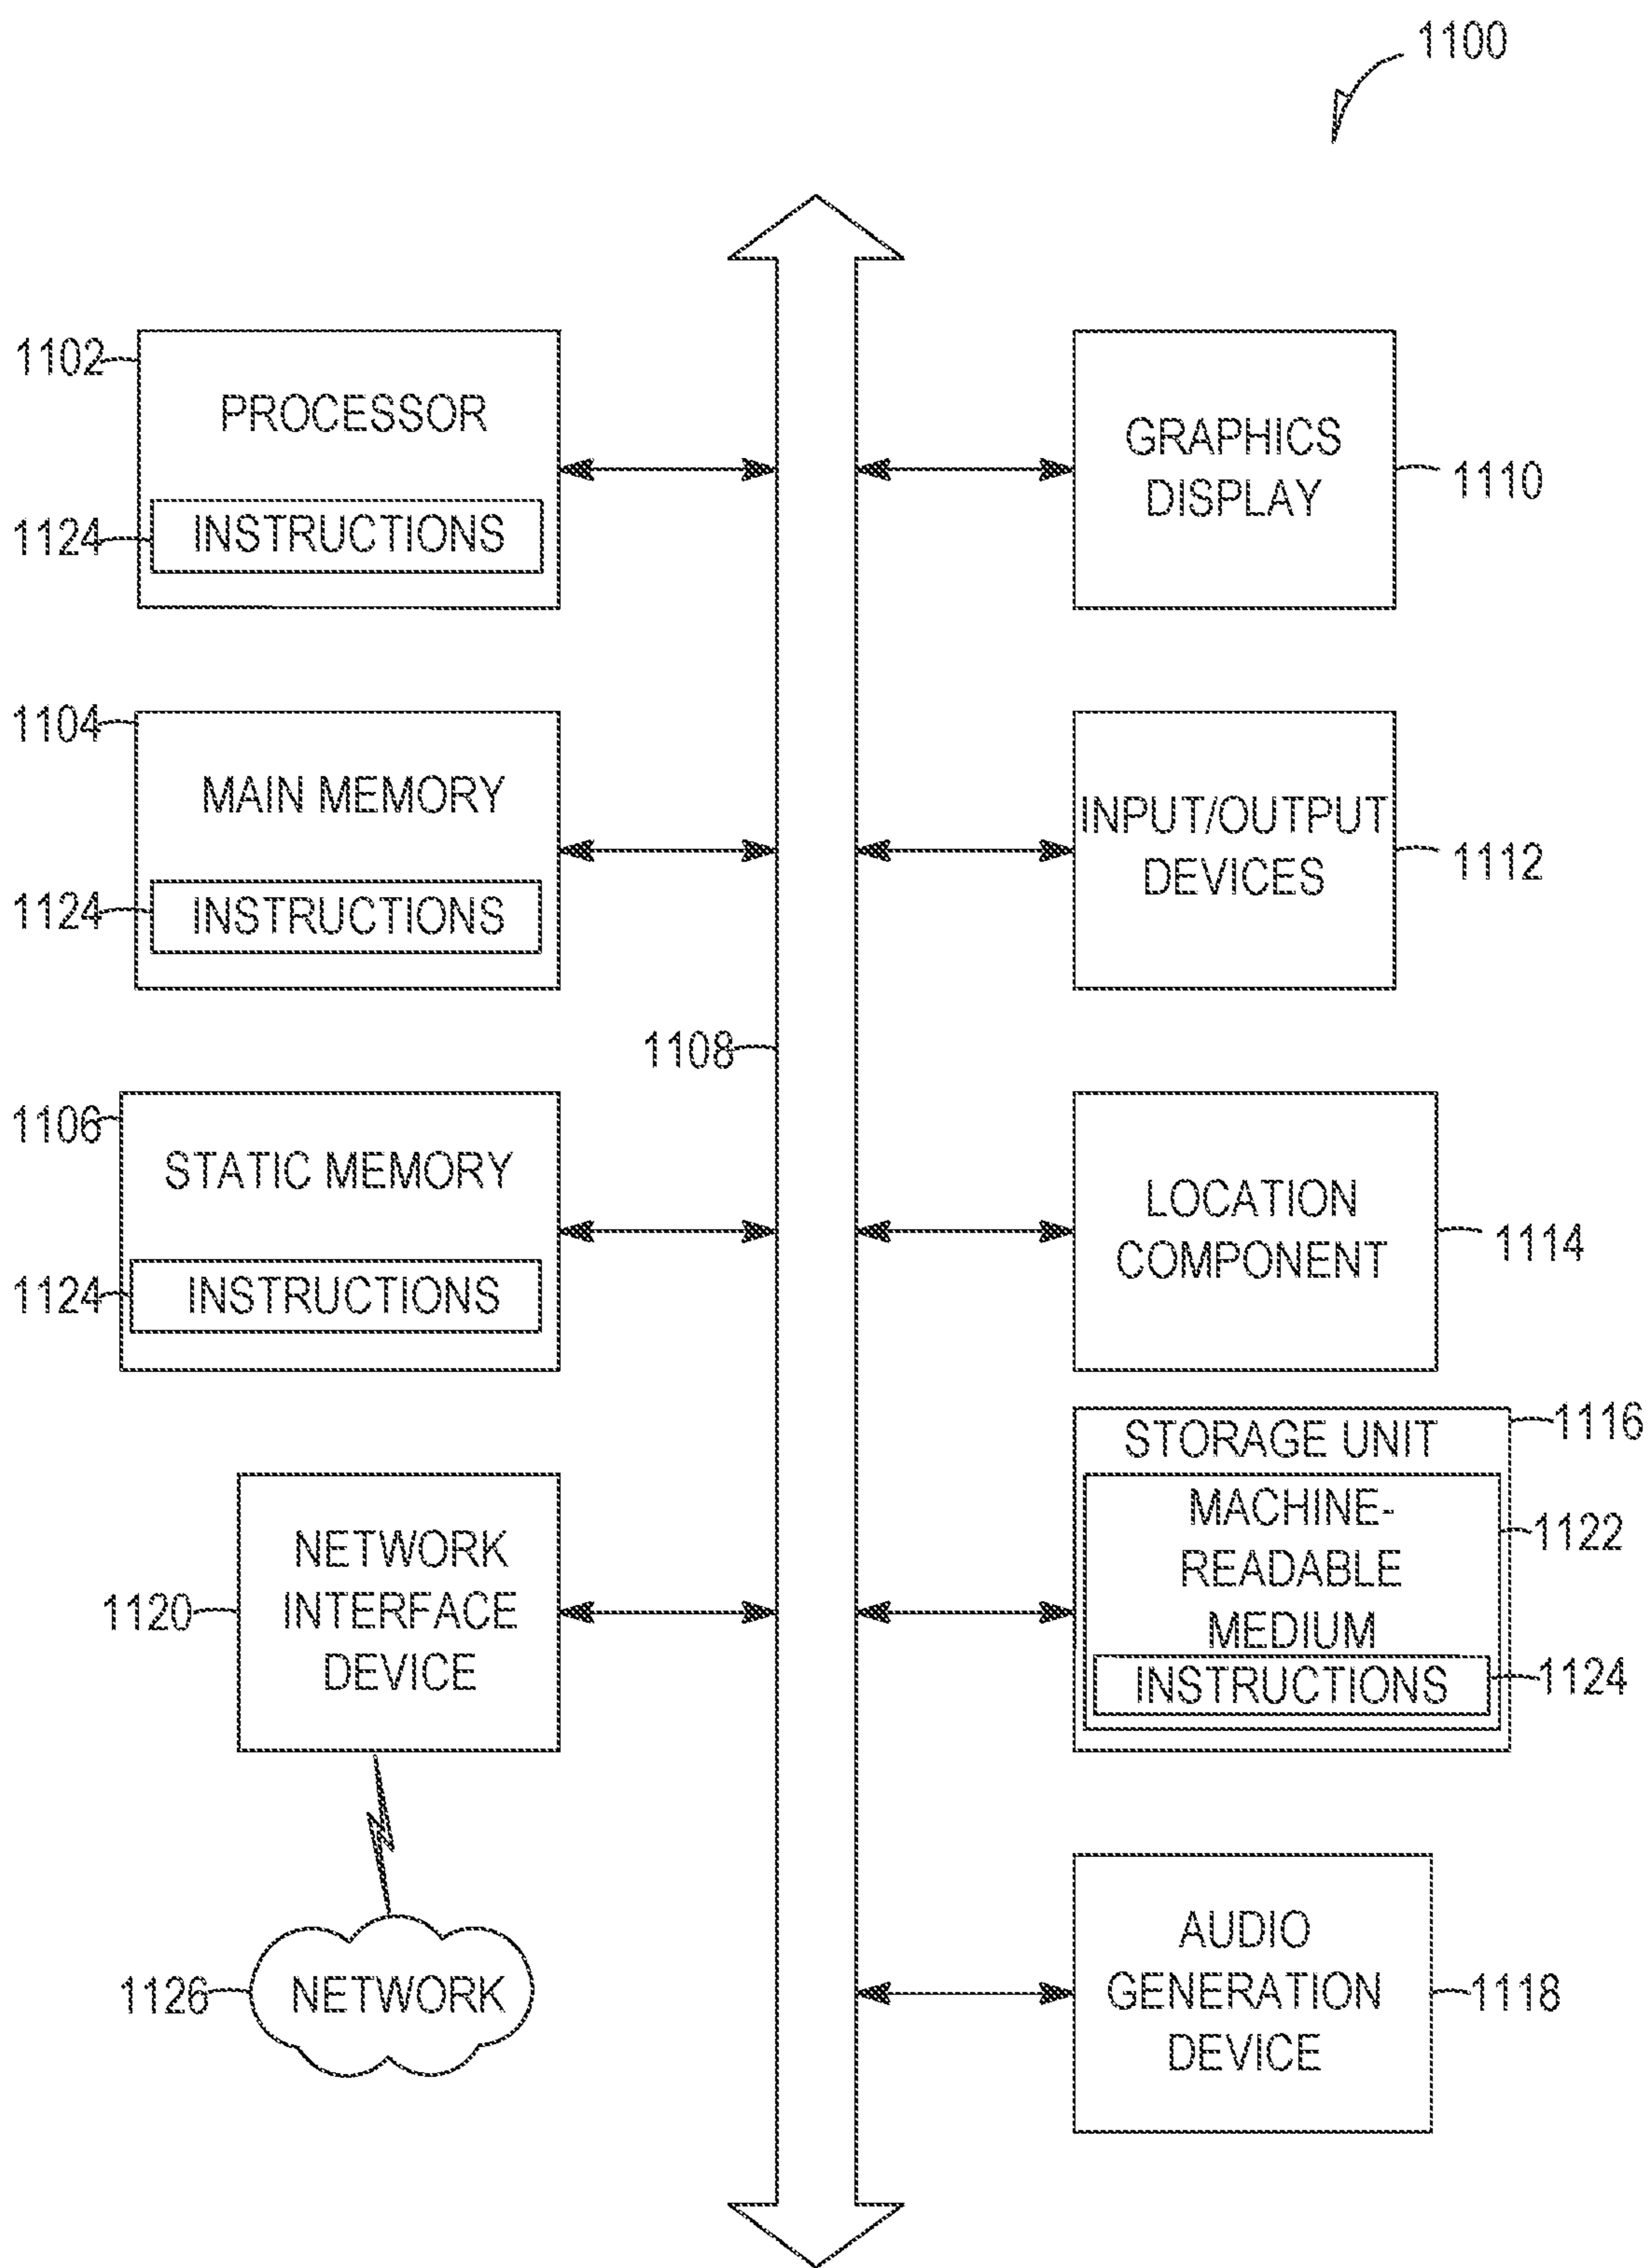 1100
1102
PROCESSOR
1124
INSTRUCTIONS
GRAPHICS
DISPLAY
1110
1104
MAIN MEMORY
1124
INSTRUCTIONS
INPUT/OUTPUT
DEVICES
1112
1108
1106
STATIC MEMORY
1124
INSTRUCTIONS
LOCATION
COMPONENT
1114
1120
NETWORK
INTERFACE
DEVICE
STORAGE UNIT
1116
MACHINE-
READABLE
MEDIUM
1122
INSTRUCTIONS
1124
1126
NETWORK
AUDIO
GENERATION
DEVICE
1118